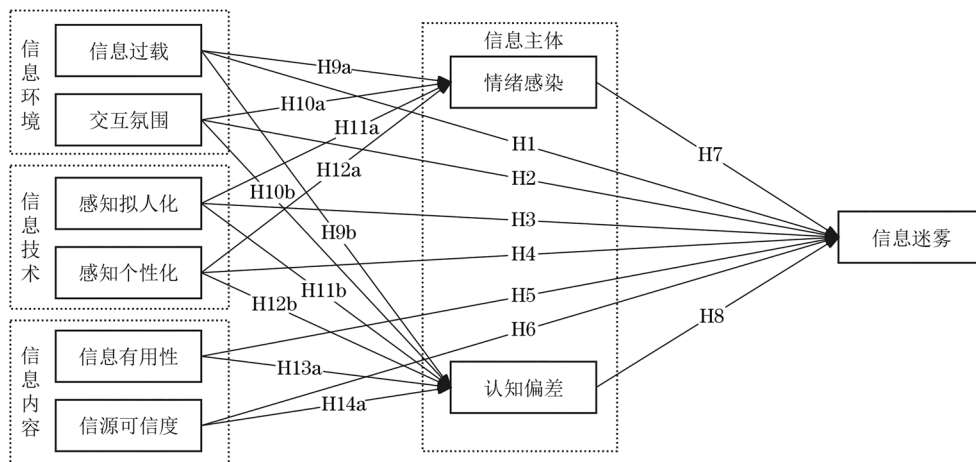 信息环境
信息过载
交互氛围
信息技术
感知拟人化
感知个性化
信息内容
信息有用性
信源可信度
H9a
H10a
H11a
H12a
H10b
H9b
H11b
H12b
H13a
H14a
信息主体
情绪感染
认知偏差
H1
H2
H3
H4
H5
H6
H7
H8
信息迷雾